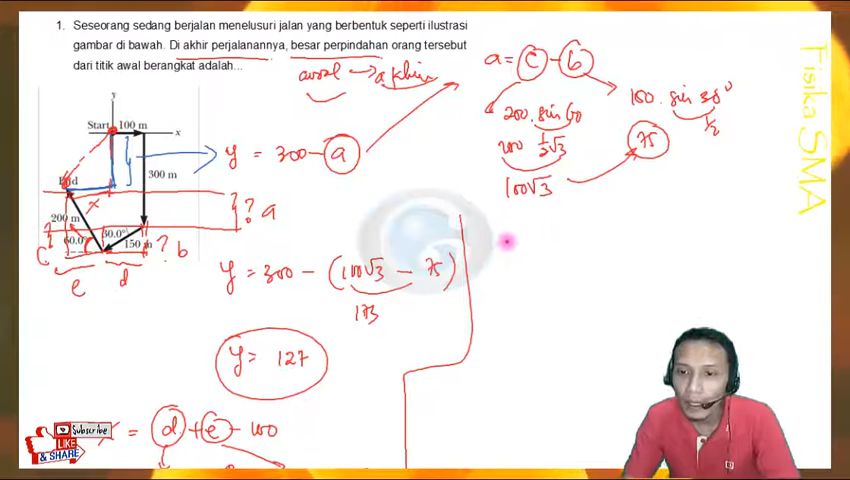 1. Seseorang sedang berjalan menelusuri jalan yang berbentuk seperti ilustrasi
gambar di bawah. Di akhir perjalanannya, besar perpindahan orang tersebut
dari titik awal berangkat adalah...
awal → akhir
a = c - b
200 . sin 60
200 ½√3
100√3
150 . sin 30°
½
75
y
Start
100 m
x
300 m
End
x
200 m
60.0°
30.0°
150 m
c
?
? b
e
d
? a
y = 300 - a
y = 300 - (100√3 - 75)
173
y = 127
x = d + e - 100
Subscribe
LIKE
& SHARE
Fisika SMA